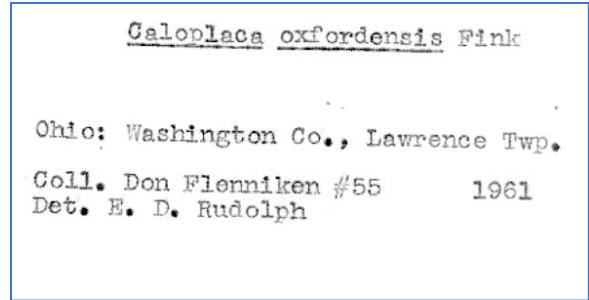 Caloplaca oxfordensis Fink
Ohio: Washington Co., Lawrence Twp.
Coll. Don Flenniken #55 1961
Det. E. D. Rudolph